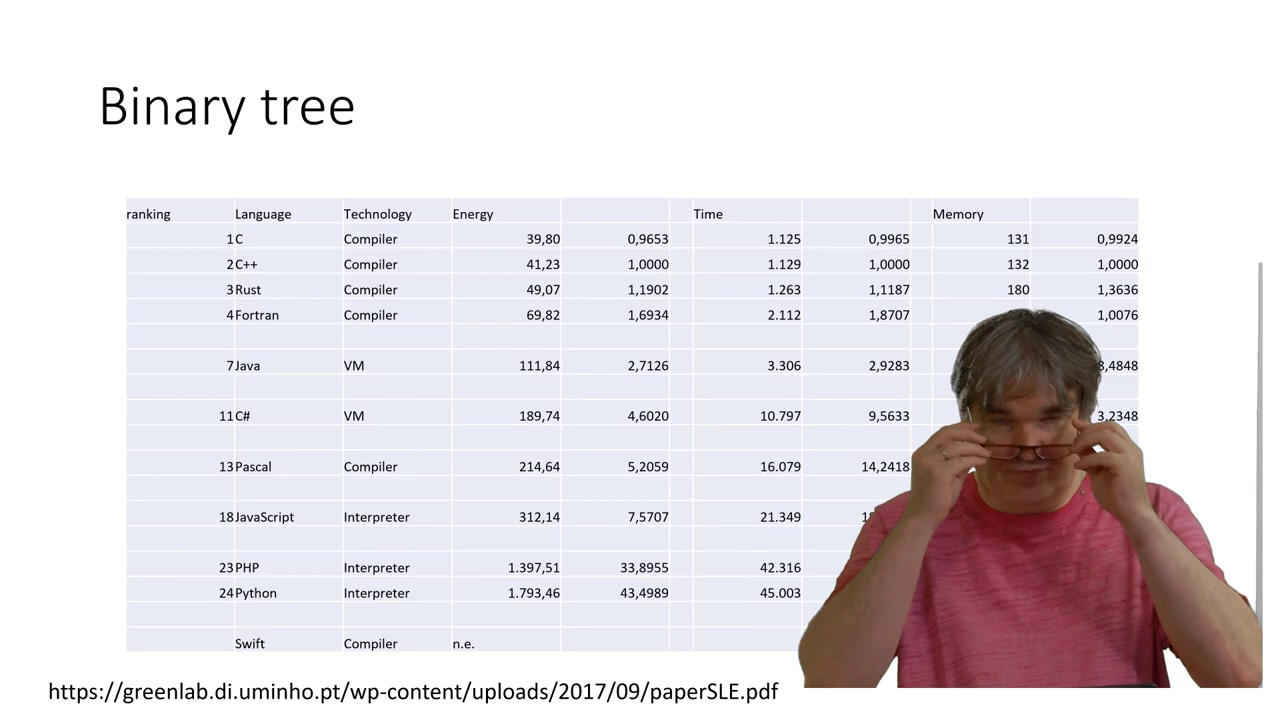 Binary tree
ranking Language Technology Energy Time Memory
1 C Compiler 39,80 0,9653 1.125 0,9965 131 0,9924
2 C++ Compiler 41,23 1,0000 1.129 1,0000 132 1,0000
3 Rust Compiler 49,07 1,1902 1.263 1,1187 180 1,3636
4 Fortran Compiler 69,82 1,6934 2.112 1,8707 1,0076
7 Java VM 111,84 2,7126 3.306 2,9283
11 C# VM 189,74 4,6020 10.797 9,5633 3,2348
13 Pascal Compiler 214,64 5,2059 16.079 14,2418
18 JavaScript Interpreter 312,14 7,5707 21.349
23 PHP Interpreter 1.397,51 33,8955 42.316
24 Python Interpreter 1.793,46 43,4989 45.003
Swift Compiler n.e.
https://greenlab.di.uminho.pt/wp-content/uploads/2017/09/paperSLE.pdf